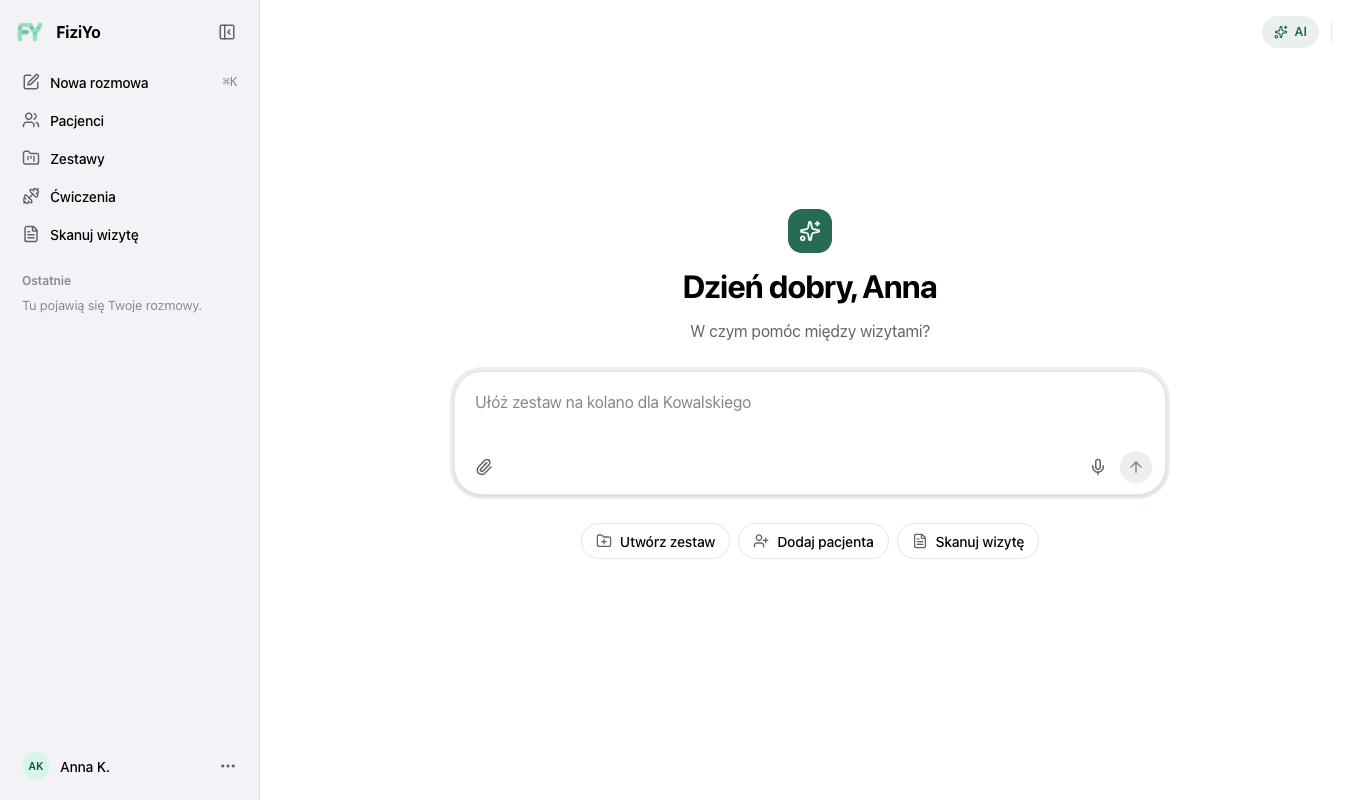 FY FiziYo
Nowa rozmowa ⌘K
Pacjenci
Zestawy
Ćwiczenia
Skanuj wizytę
Ostatnie
Tu pojawią się Twoje rozmowy.
AK Anna K.
AI
Dzień dobry, Anna
W czym pomóc między wizytami?
Ułóż zestaw na kolano dla Kowalskiego
Utwórz zestaw
Dodaj pacjenta
Skanuj wizytę